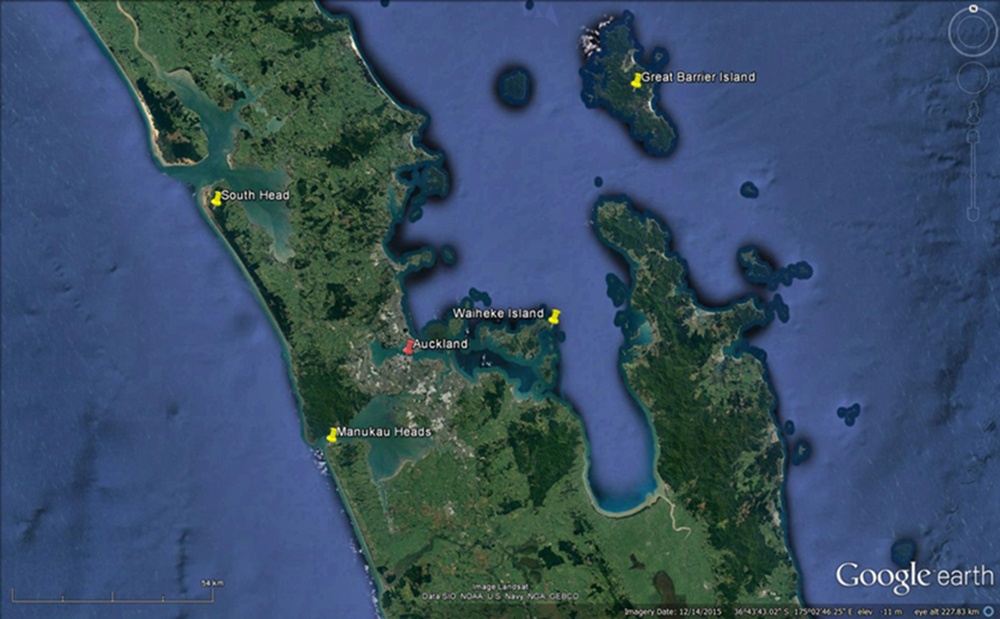 N
Great Barrier Island
South Head
Waiheke Island
Auckland
Manukau Heads
Google earth
54 km
Image Landsat
Data SIO, NOAA, U.S. Navy, NGA, GEBCO
Imagery Date: 12/14/2015 36°43'43.02" S 175°02'46.25" E elev -11 m eye alt 227.83 km